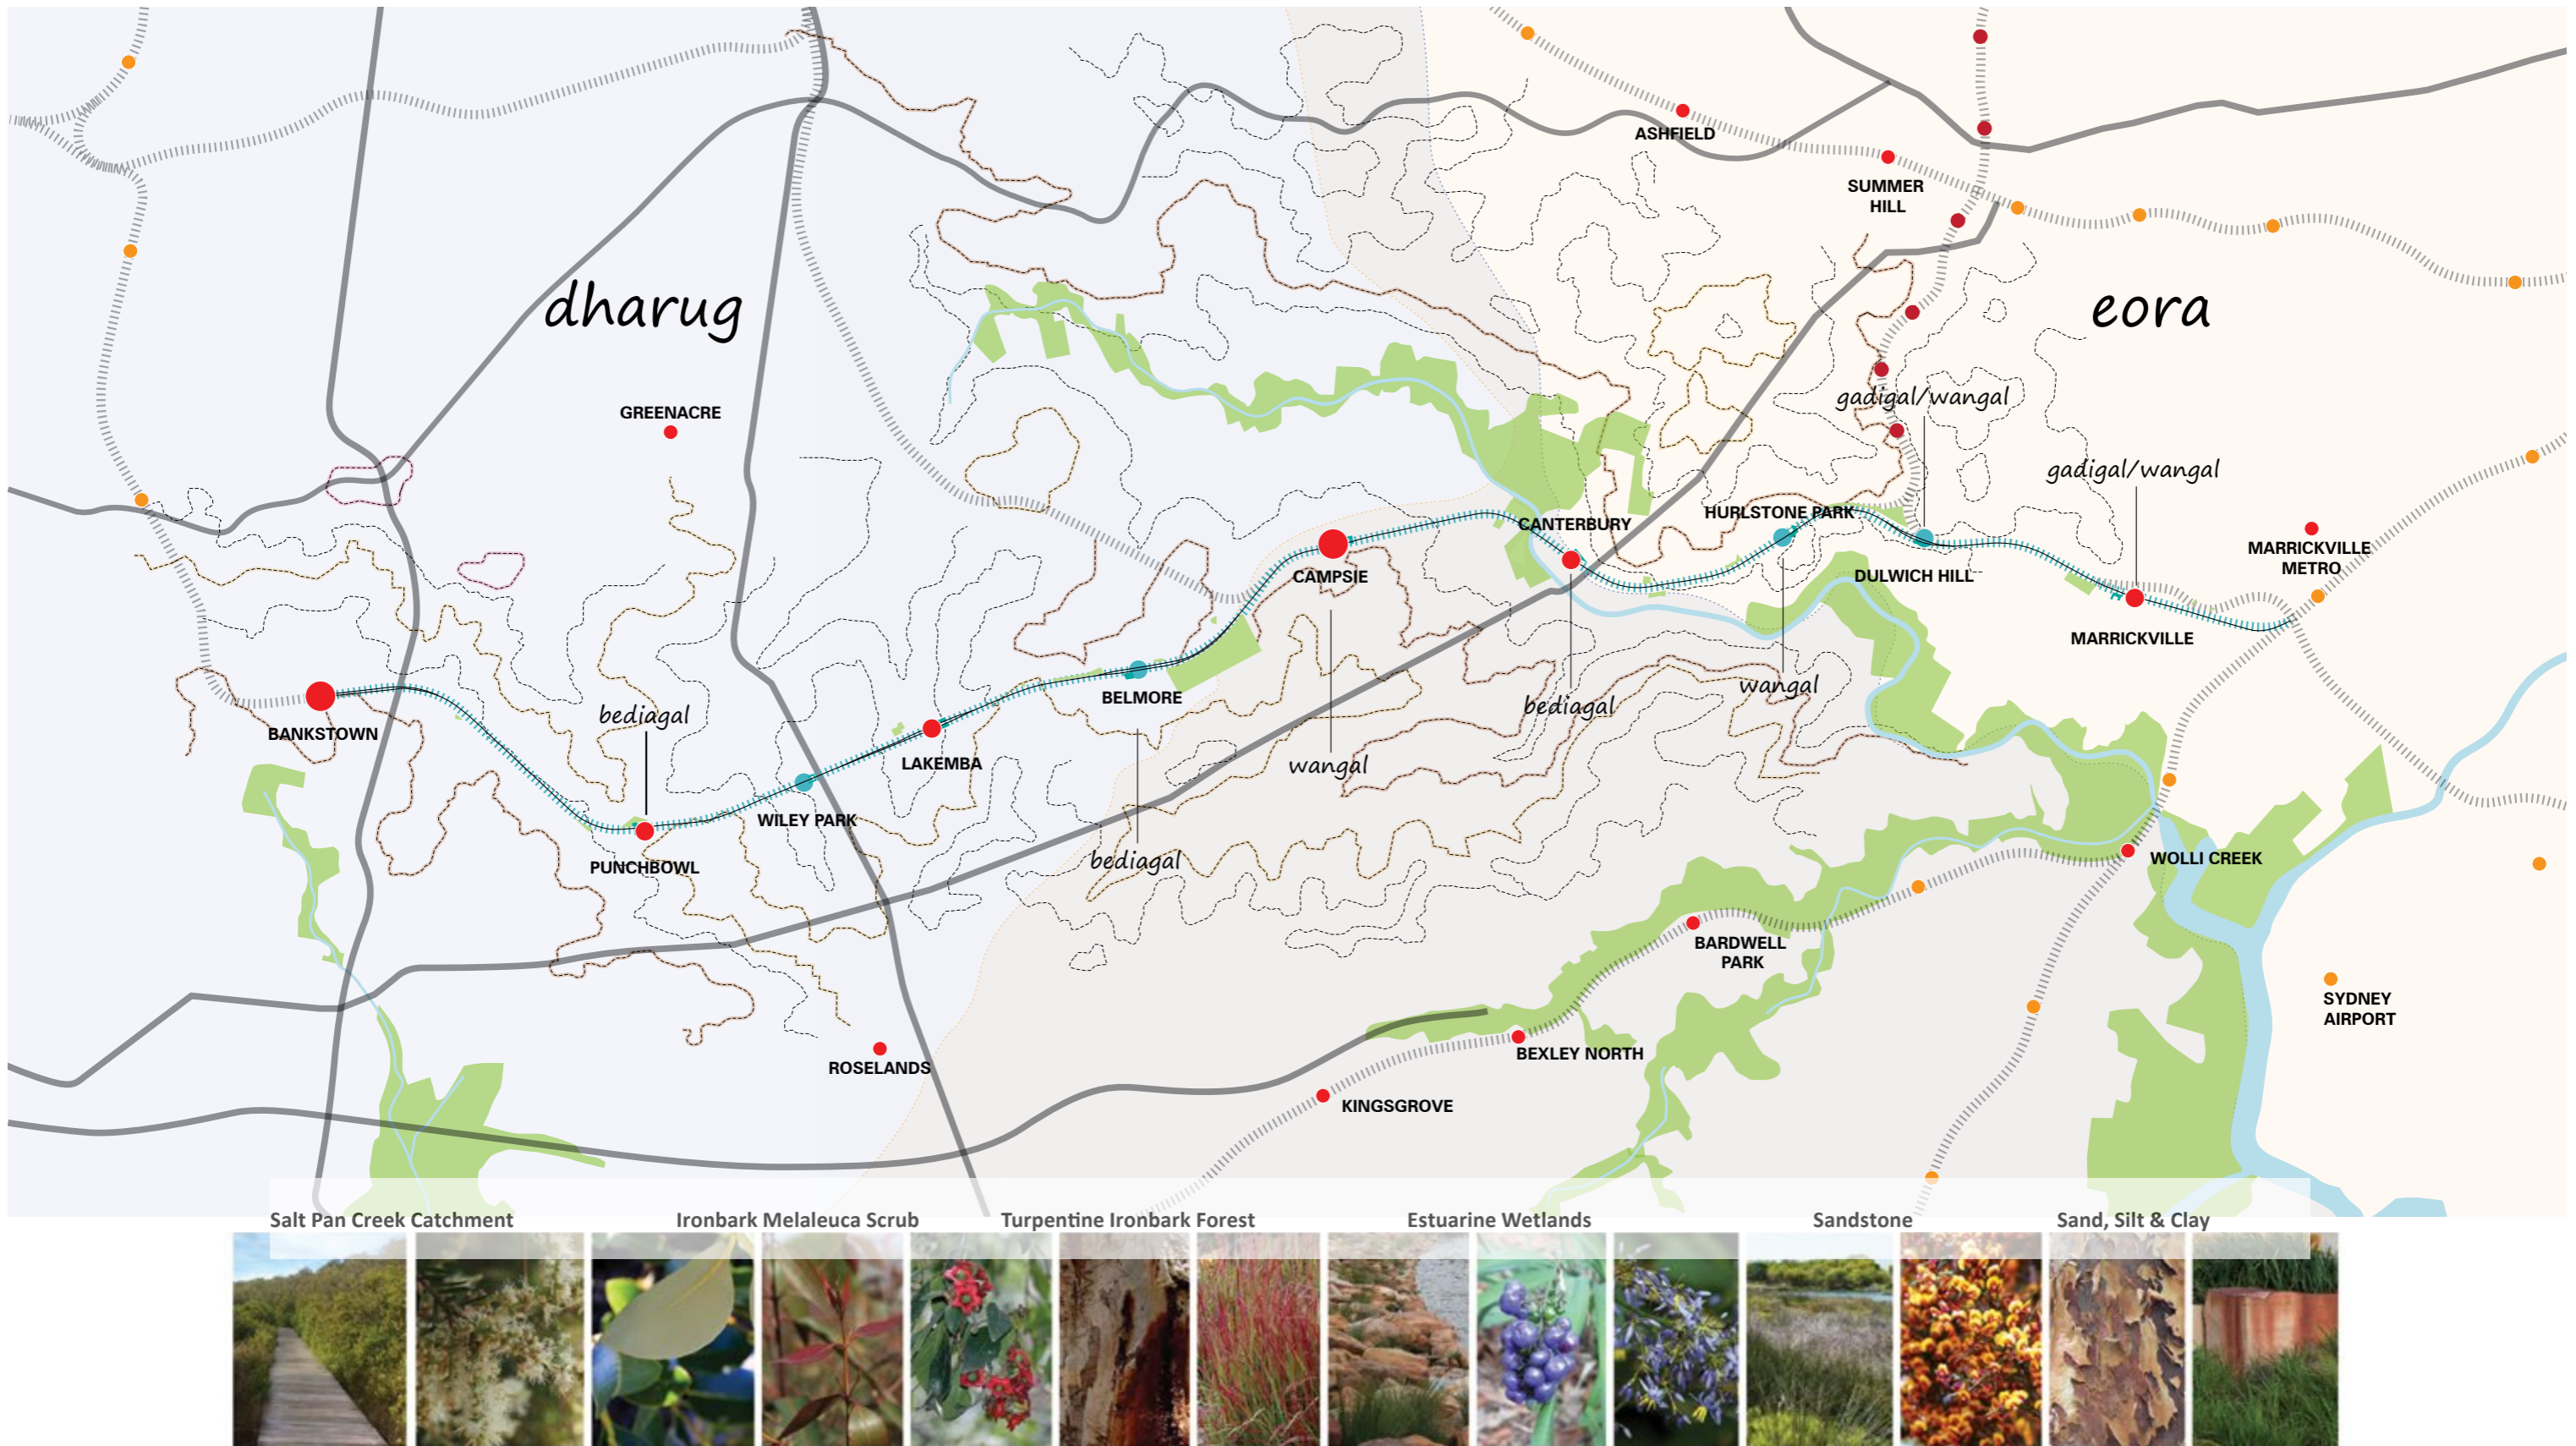 ASHFIELD
SUMMER
HILL
dharug
eora
GREENACRE
gadigal/wangal
gadigal/wangal
CANTERBURY
HURLSTONE PARK
MARRICKVILLE
METRO
CAMPSIE
DULWICH HILL
MARRICKVILLE
BANKSTOWN
bediagal
BELMORE
bediagal
wangal
LAKEMBA
wangal
WILEY PARK
PUNCHBOWL
bediagal
WOLLI CREEK
BARDWELL
PARK
SYDNEY
AIRPORT
BEXLEY NORTH
ROSELANDS
KINGSGROVE
Salt Pan Creek Catchment
Ironbark Melaleuca Scrub
Turpentine Ironbark Forest
Estuarine Wetlands
Sandstone
Sand, Silt & Clay